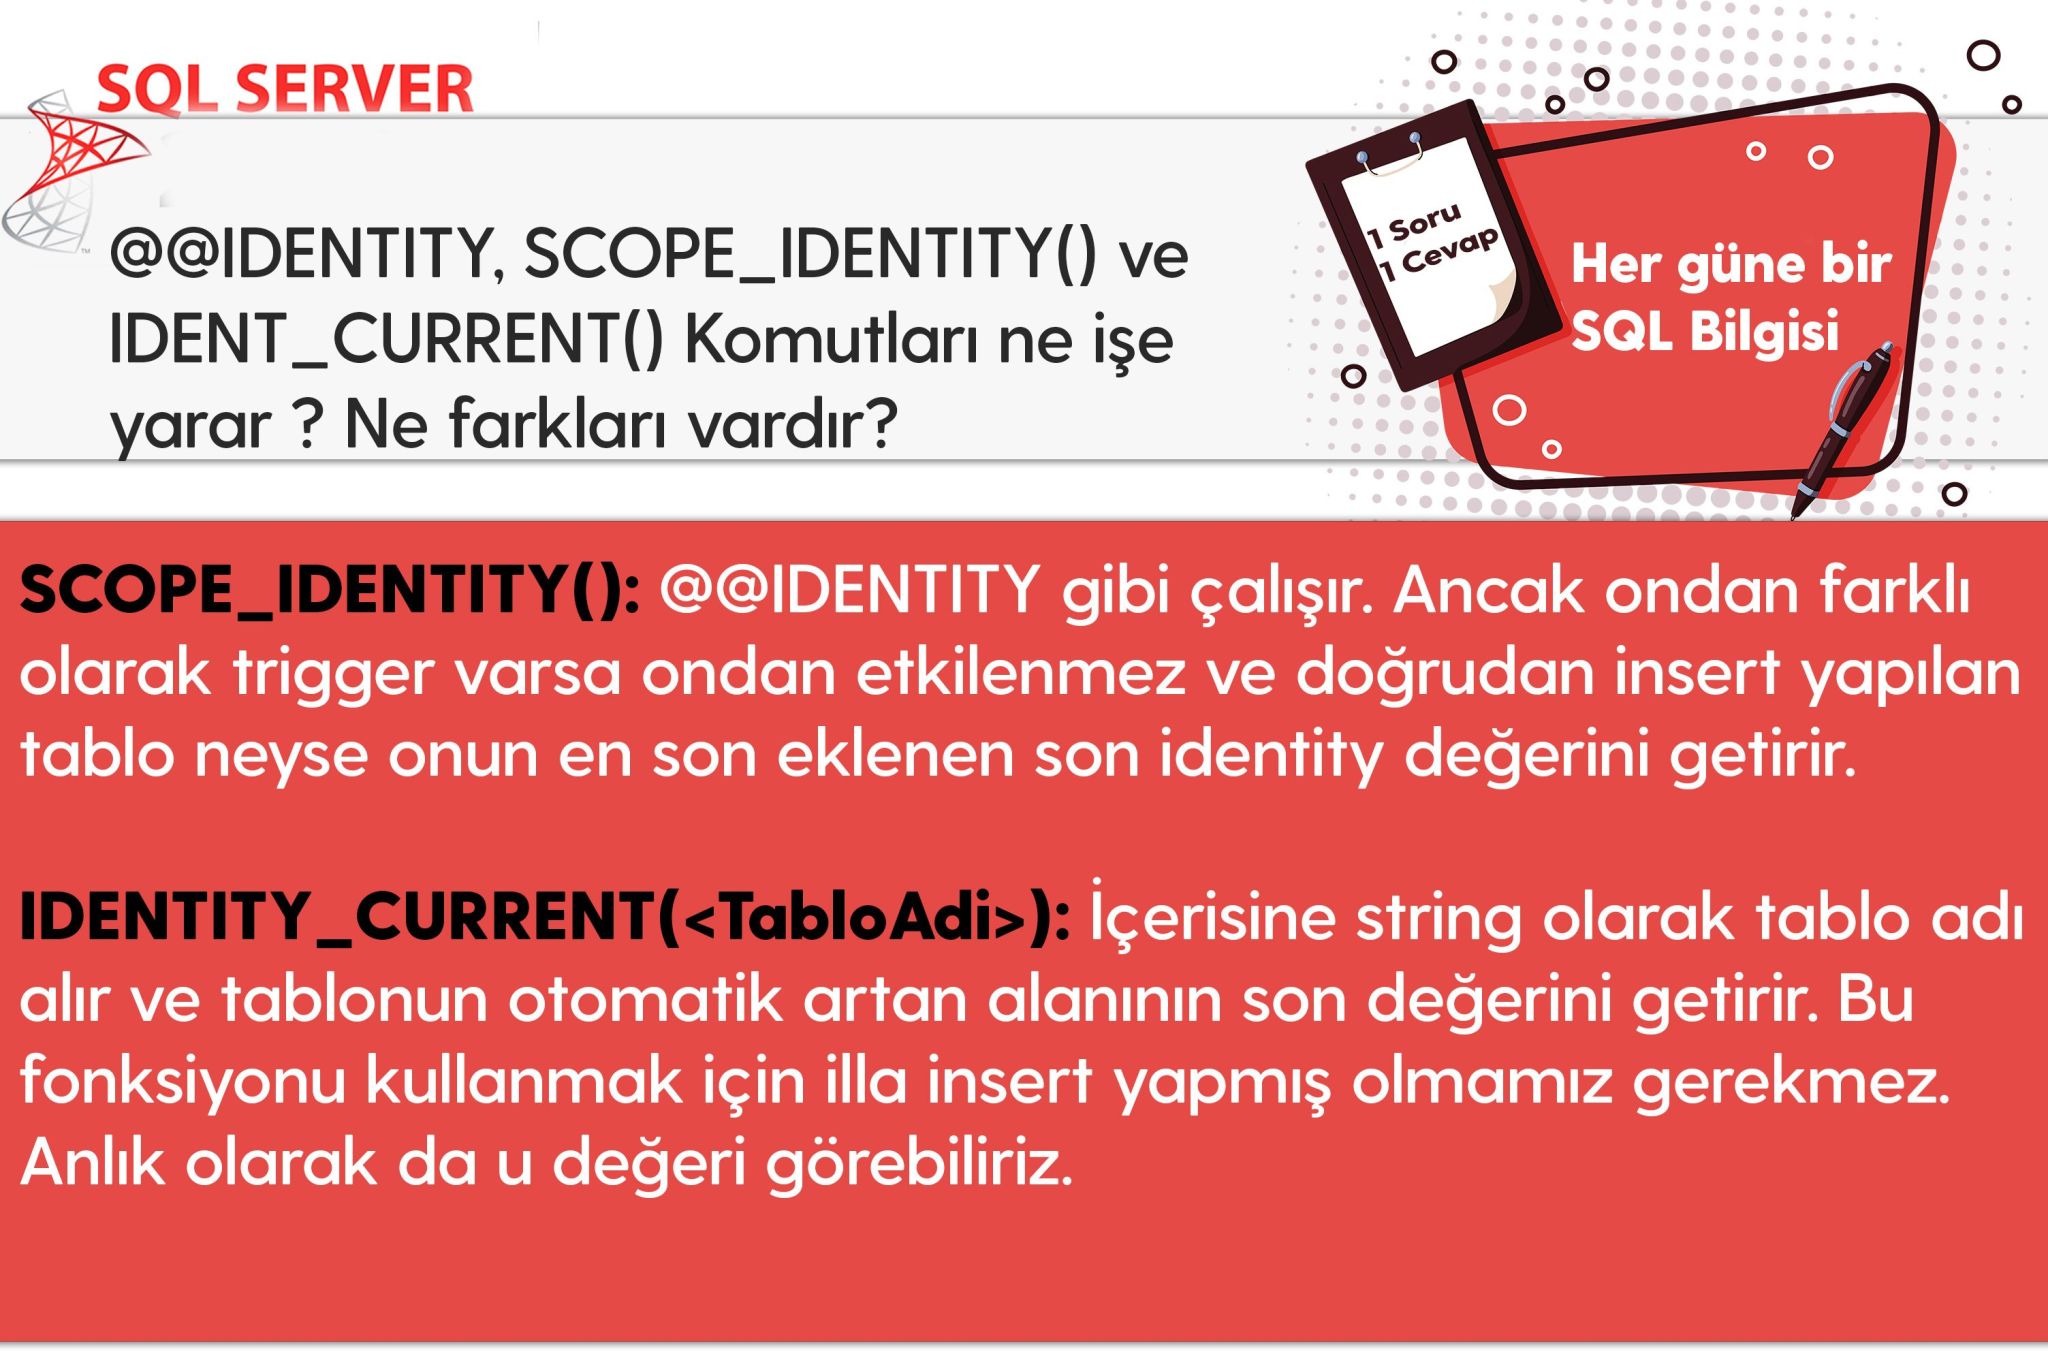 SQL SERVER
@@IDENTITY, SCOPE_IDENTITY() ve
IDENT_CURRENT() Komutları ne işe
yarar ? Ne farkları vardır?
1 Soru
1 Cevap
Her güne bir
SQL Bilgisi
SCOPE_IDENTITY(): @@IDENTITY gibi çalışır. Ancak ondan farklı
olarak trigger varsa ondan etkilenmez ve doğrudan insert yapılan
tablo neyse onun en son eklenen son identity değerini getirir.
IDENTITY_CURRENT(<TabloAdi>): İçerisine string olarak tablo adı
alır ve tablonun otomatik artan alanının son değerini getirir. Bu
fonksiyonu kullanmak için illa insert yapmış olmamız gerekmez.
Anlık olarak da u değeri görebiliriz.